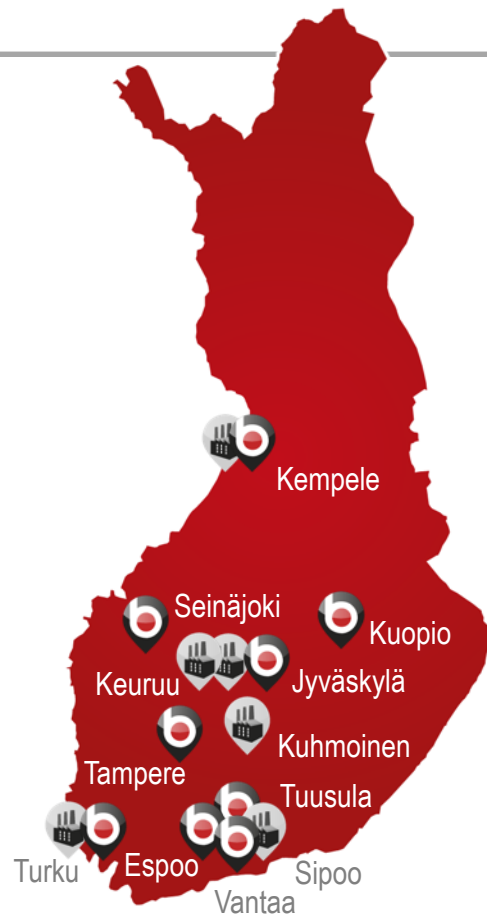 Kempele
Seinäjoki
Kuopio
Keuruu
Jyväskylä
Kuhmoinen
Tampere
Tuusula
Turku
Espoo
Sipoo
Vantaa